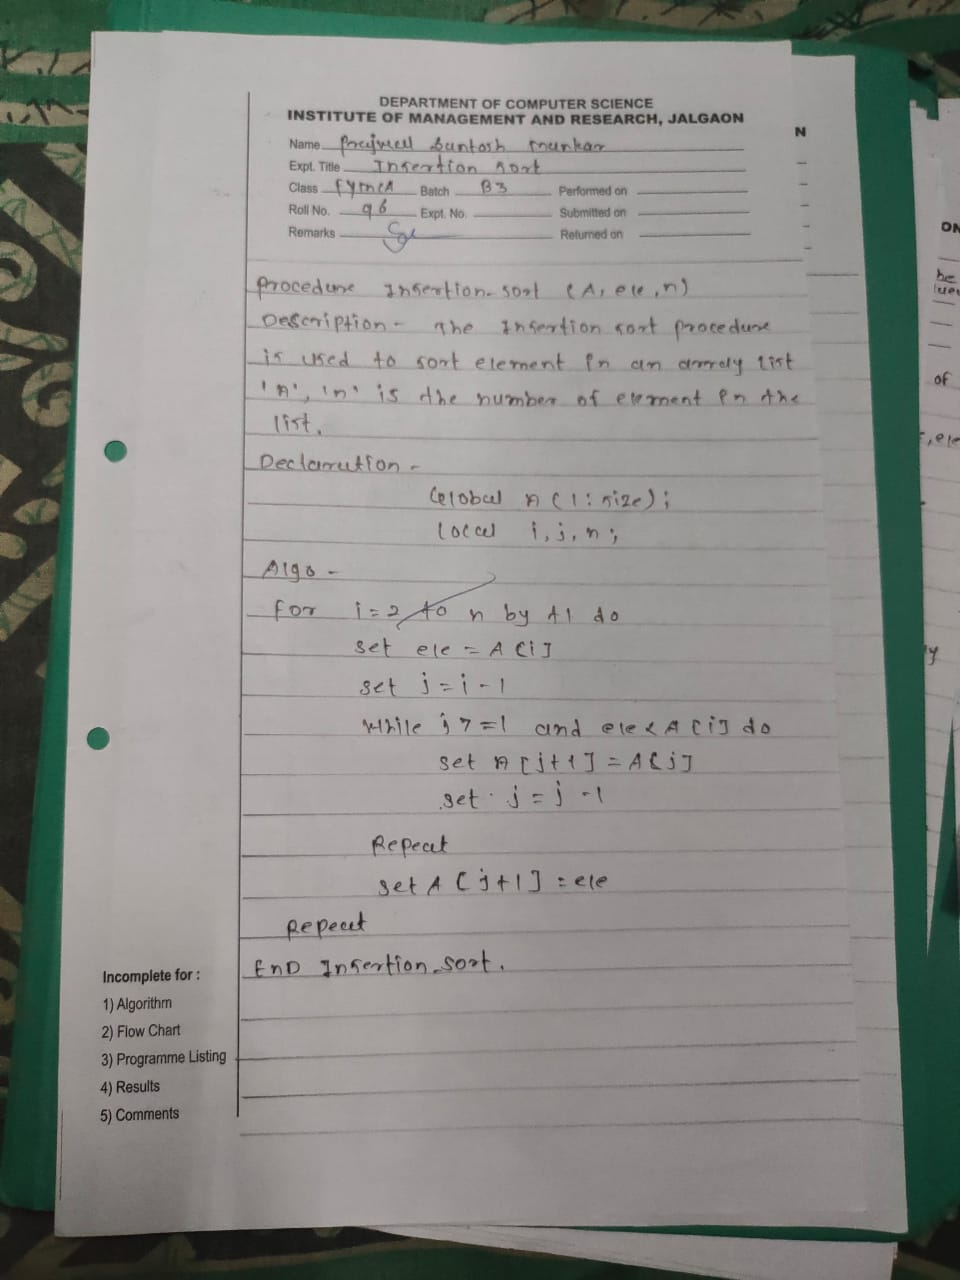 DEPARTMENT OF COMPUTER SCIENCE
INSTITUTE OF MANAGEMENT AND RESEARCH, JALGAON
Name Santosh
Expt. Title Insertion sort
Class FYMCA Batch B3 Performed on
Roll No. 96 Expt. No. Submitted on
Remarks Returned on
Procedure Insertion-sort (A, ele, n)
Description - The Insertion sort procedure
is used to sort element in an array list
'A', 'n' is the number of element in the
list.
Declaration -
Global A (1: size);
local i, j, n;
Algo -
for i = 2 to n by +1 do
set ele = A[i]
set j = i - 1
while j >= 1 and ele < A[j] do
set A [j+1] = A[j]
set j = j - 1
Repeat
set A [j+1] = ele
Repeat
END Insertion-sort.
Incomplete for :
1) Algorithm
2) Flow Chart
3) Programme Listing
4) Results
5) Comments
N
ON
he
of
y